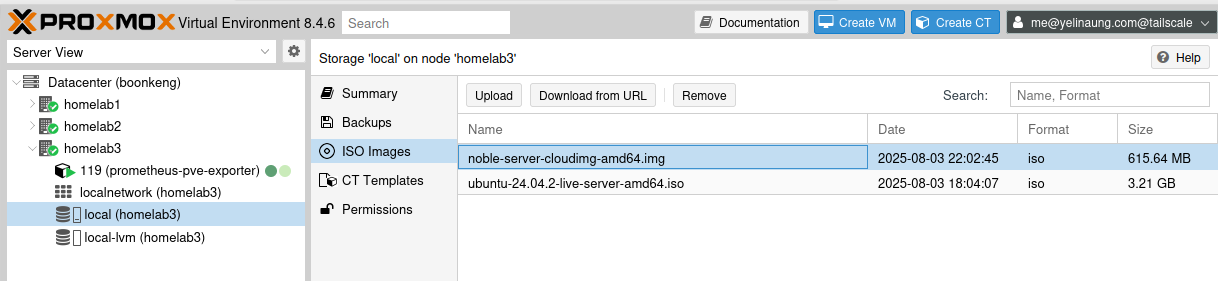 PROXMOX Virtual Environment 8.4.6 Search Documentation Create VM Create CT me@yelinaung.com@tailscale
Server View
Storage 'local' on node 'homelab3' Help
Datacenter (boonkeng)
homelab1
homelab2
homelab3
119 (prometheus-pve-exporter)
localnetwork (homelab3)
local (homelab3)
local-lvm (homelab3)
Summary
Backups
ISO Images
CT Templates
Permissions
Upload Download from URL Remove Search: Name, Format
Name Date Format Size
noble-server-cloudimg-amd64.img 2025-08-03 22:02:45 iso 615.64 MB
ubuntu-24.04.2-live-server-amd64.iso 2025-08-03 18:04:07 iso 3.21 GB